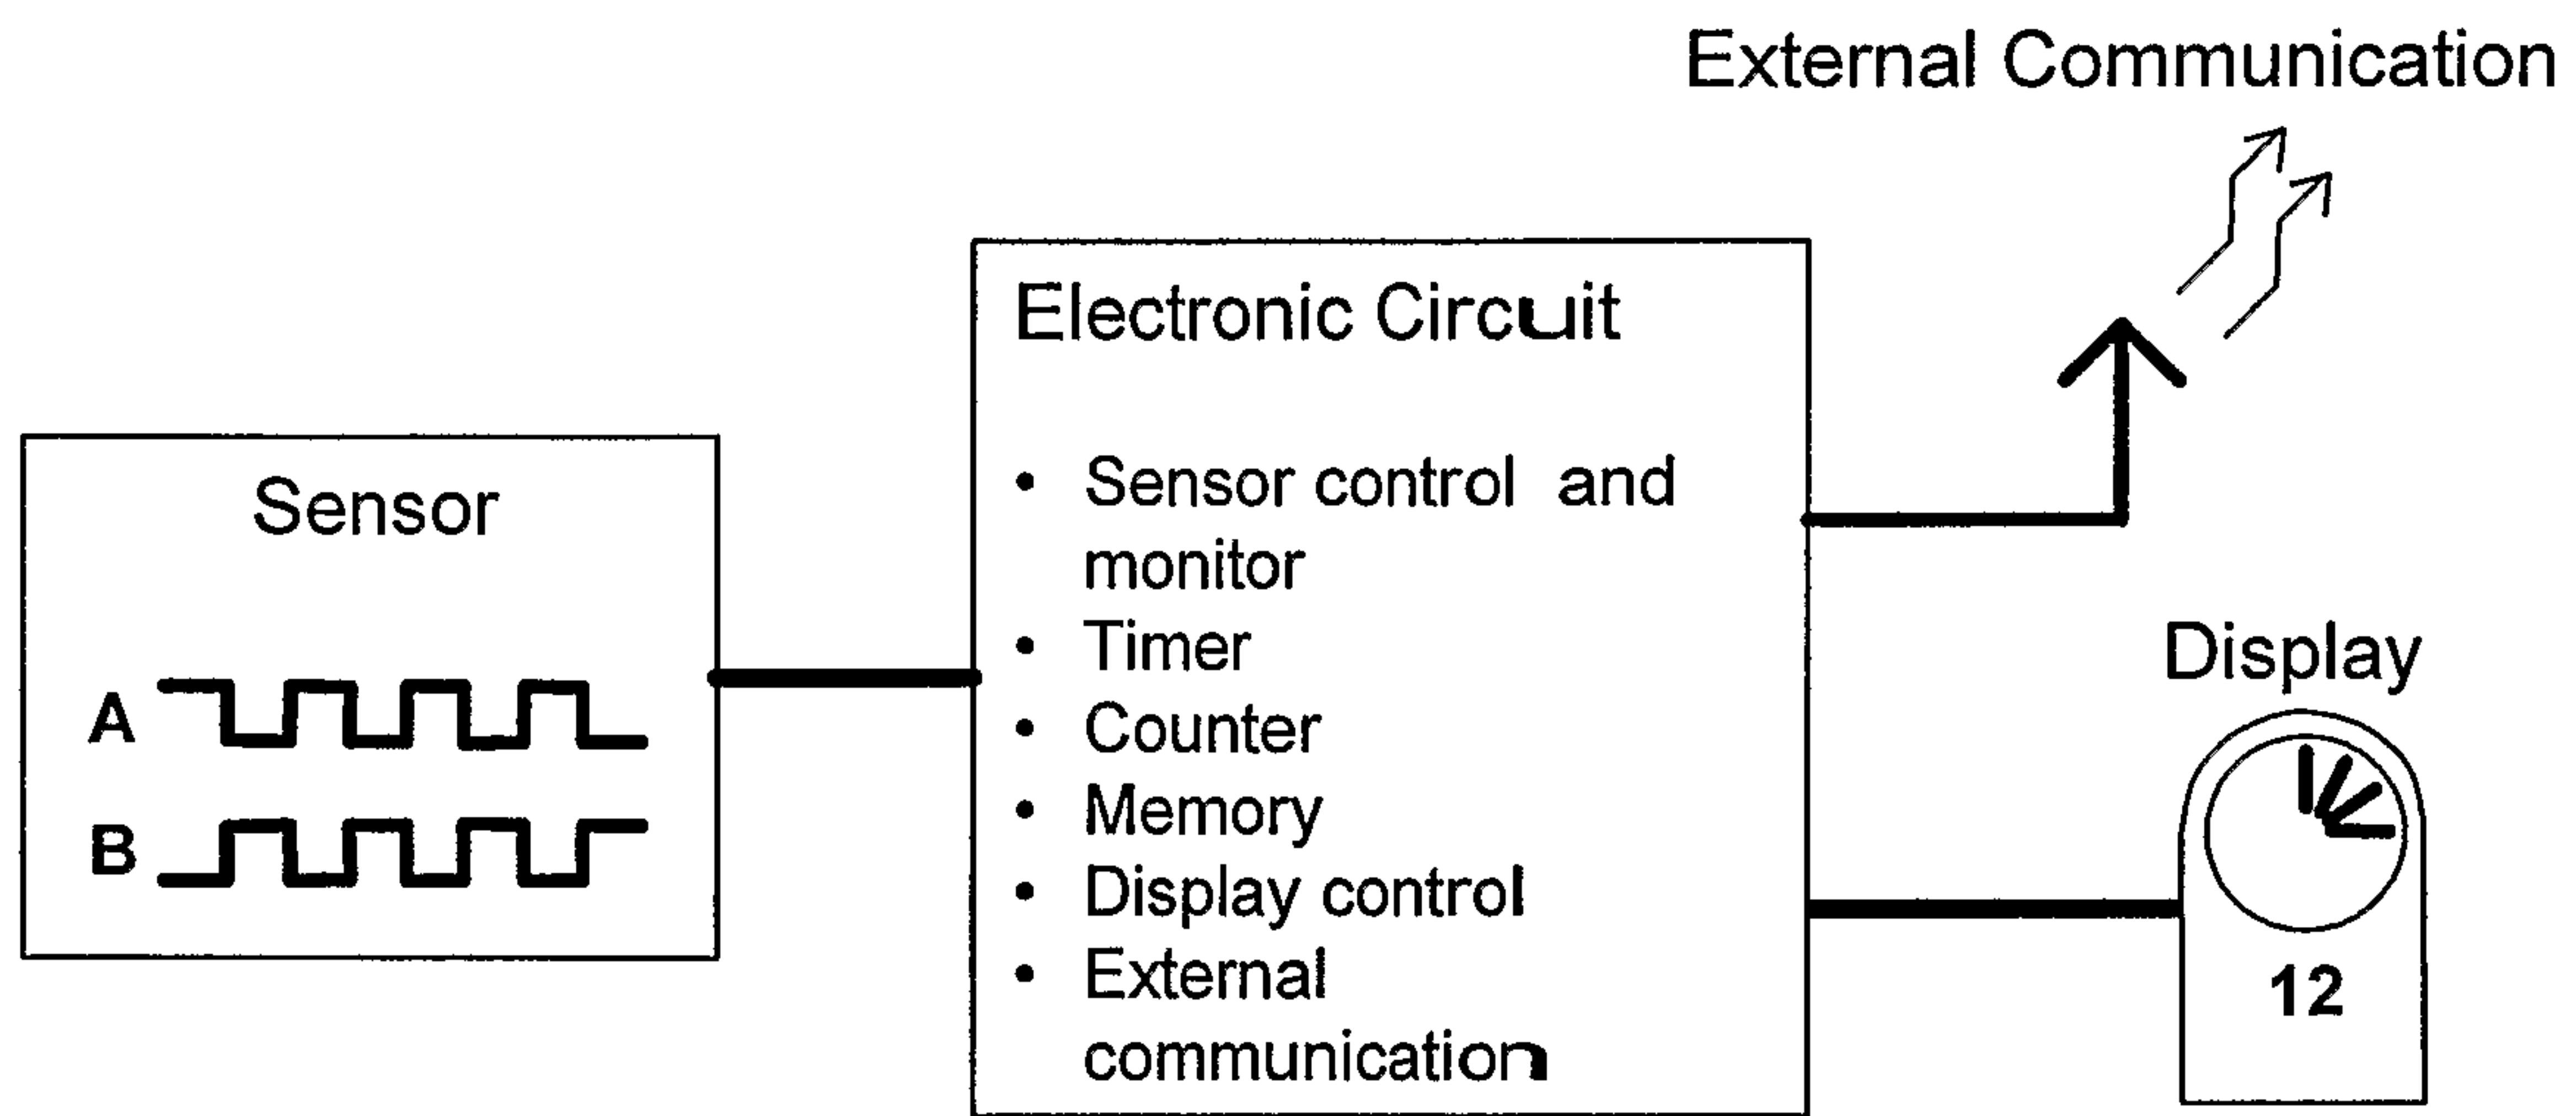 External Communication
Electronic Circuit
• Sensor control and
monitor
• Timer
• Counter
• Memory
• Display control
• External
communication
Sensor
A
B
Display
12